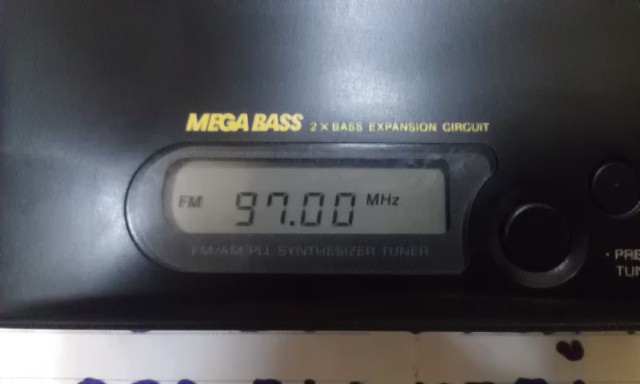 MEGA BASS 2 X BASS EXPANSION CIRCUIT
FM 97.00 MHz
FM/AM PLL SYNTHESIZER TUNER